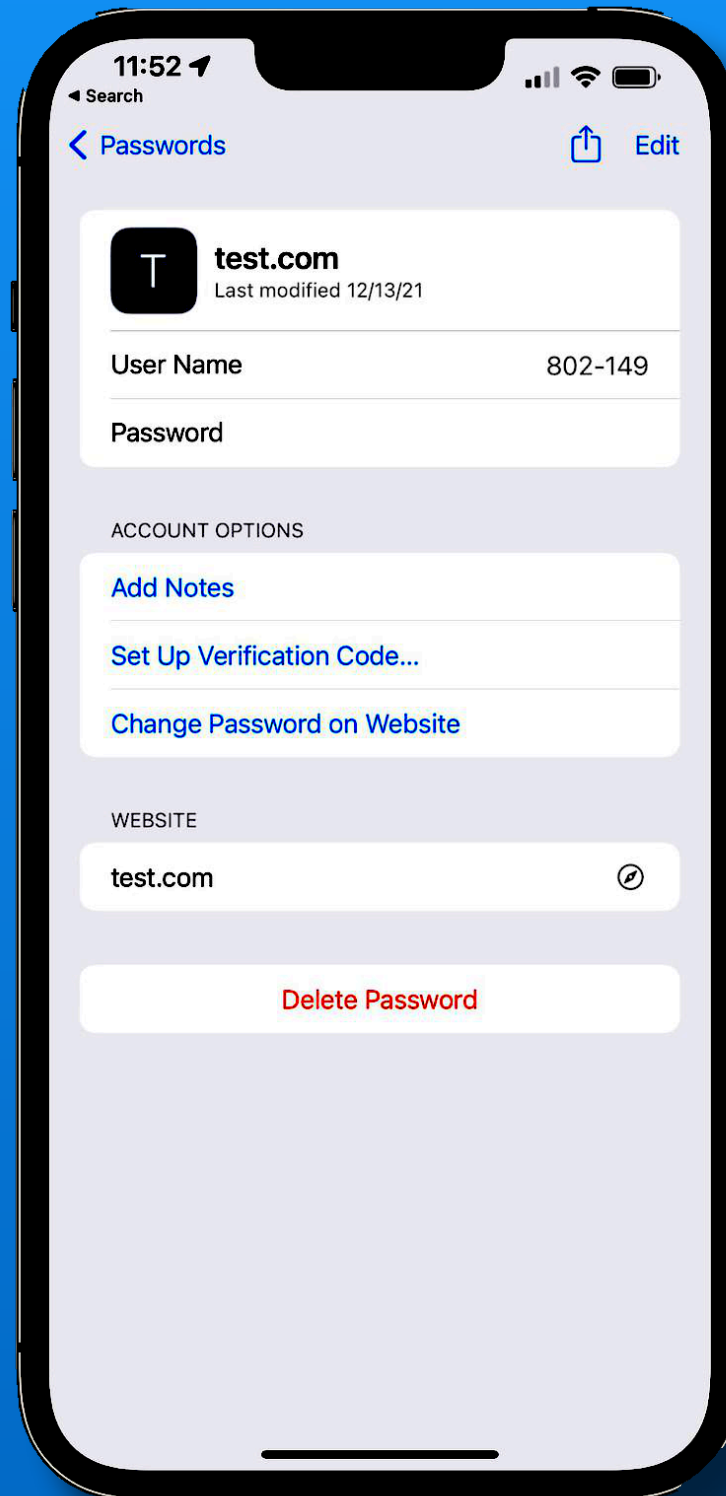 11:52
◀ Search
Passwords
Edit
T
test.com
Last modified 12/13/21
User Name 802-149
Password
ACCOUNT OPTIONS
Add Notes
Set Up Verification Code...
Change Password on Website
WEBSITE
test.com
Delete Password